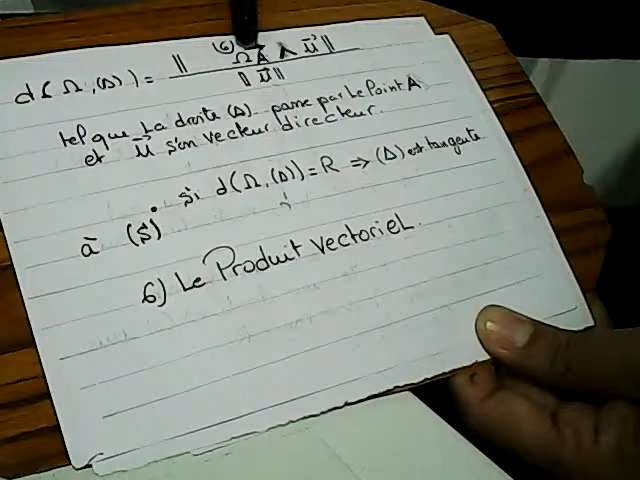 (6)
d(Ω,(Δ)) = ‖ΩA ∧ u‖ / ‖u‖
tel que La droite (Δ) passe par Le Point A
et u son vecteur directeur.
• si d(Ω,(Δ)) = R ⇒ (Δ) est tangente
à (S)
6) Le Produit vectoriel.